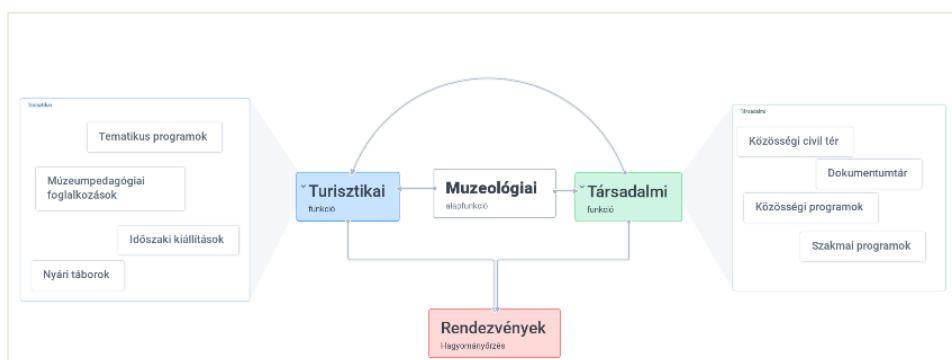 Tematikus
Tematikus programok
Múzeumpedagógiai
foglalkozások
Időszaki kiállítások
Nyári táborok
Turisztikai
funkció
Muzeológiai
alapfunkció
Társadalmi
funkció
Társadalmi
Közösségi civil tér
Dokumentumtár
Közösségi programok
Szakmai programok
Rendezvények
Hagyományőrzés